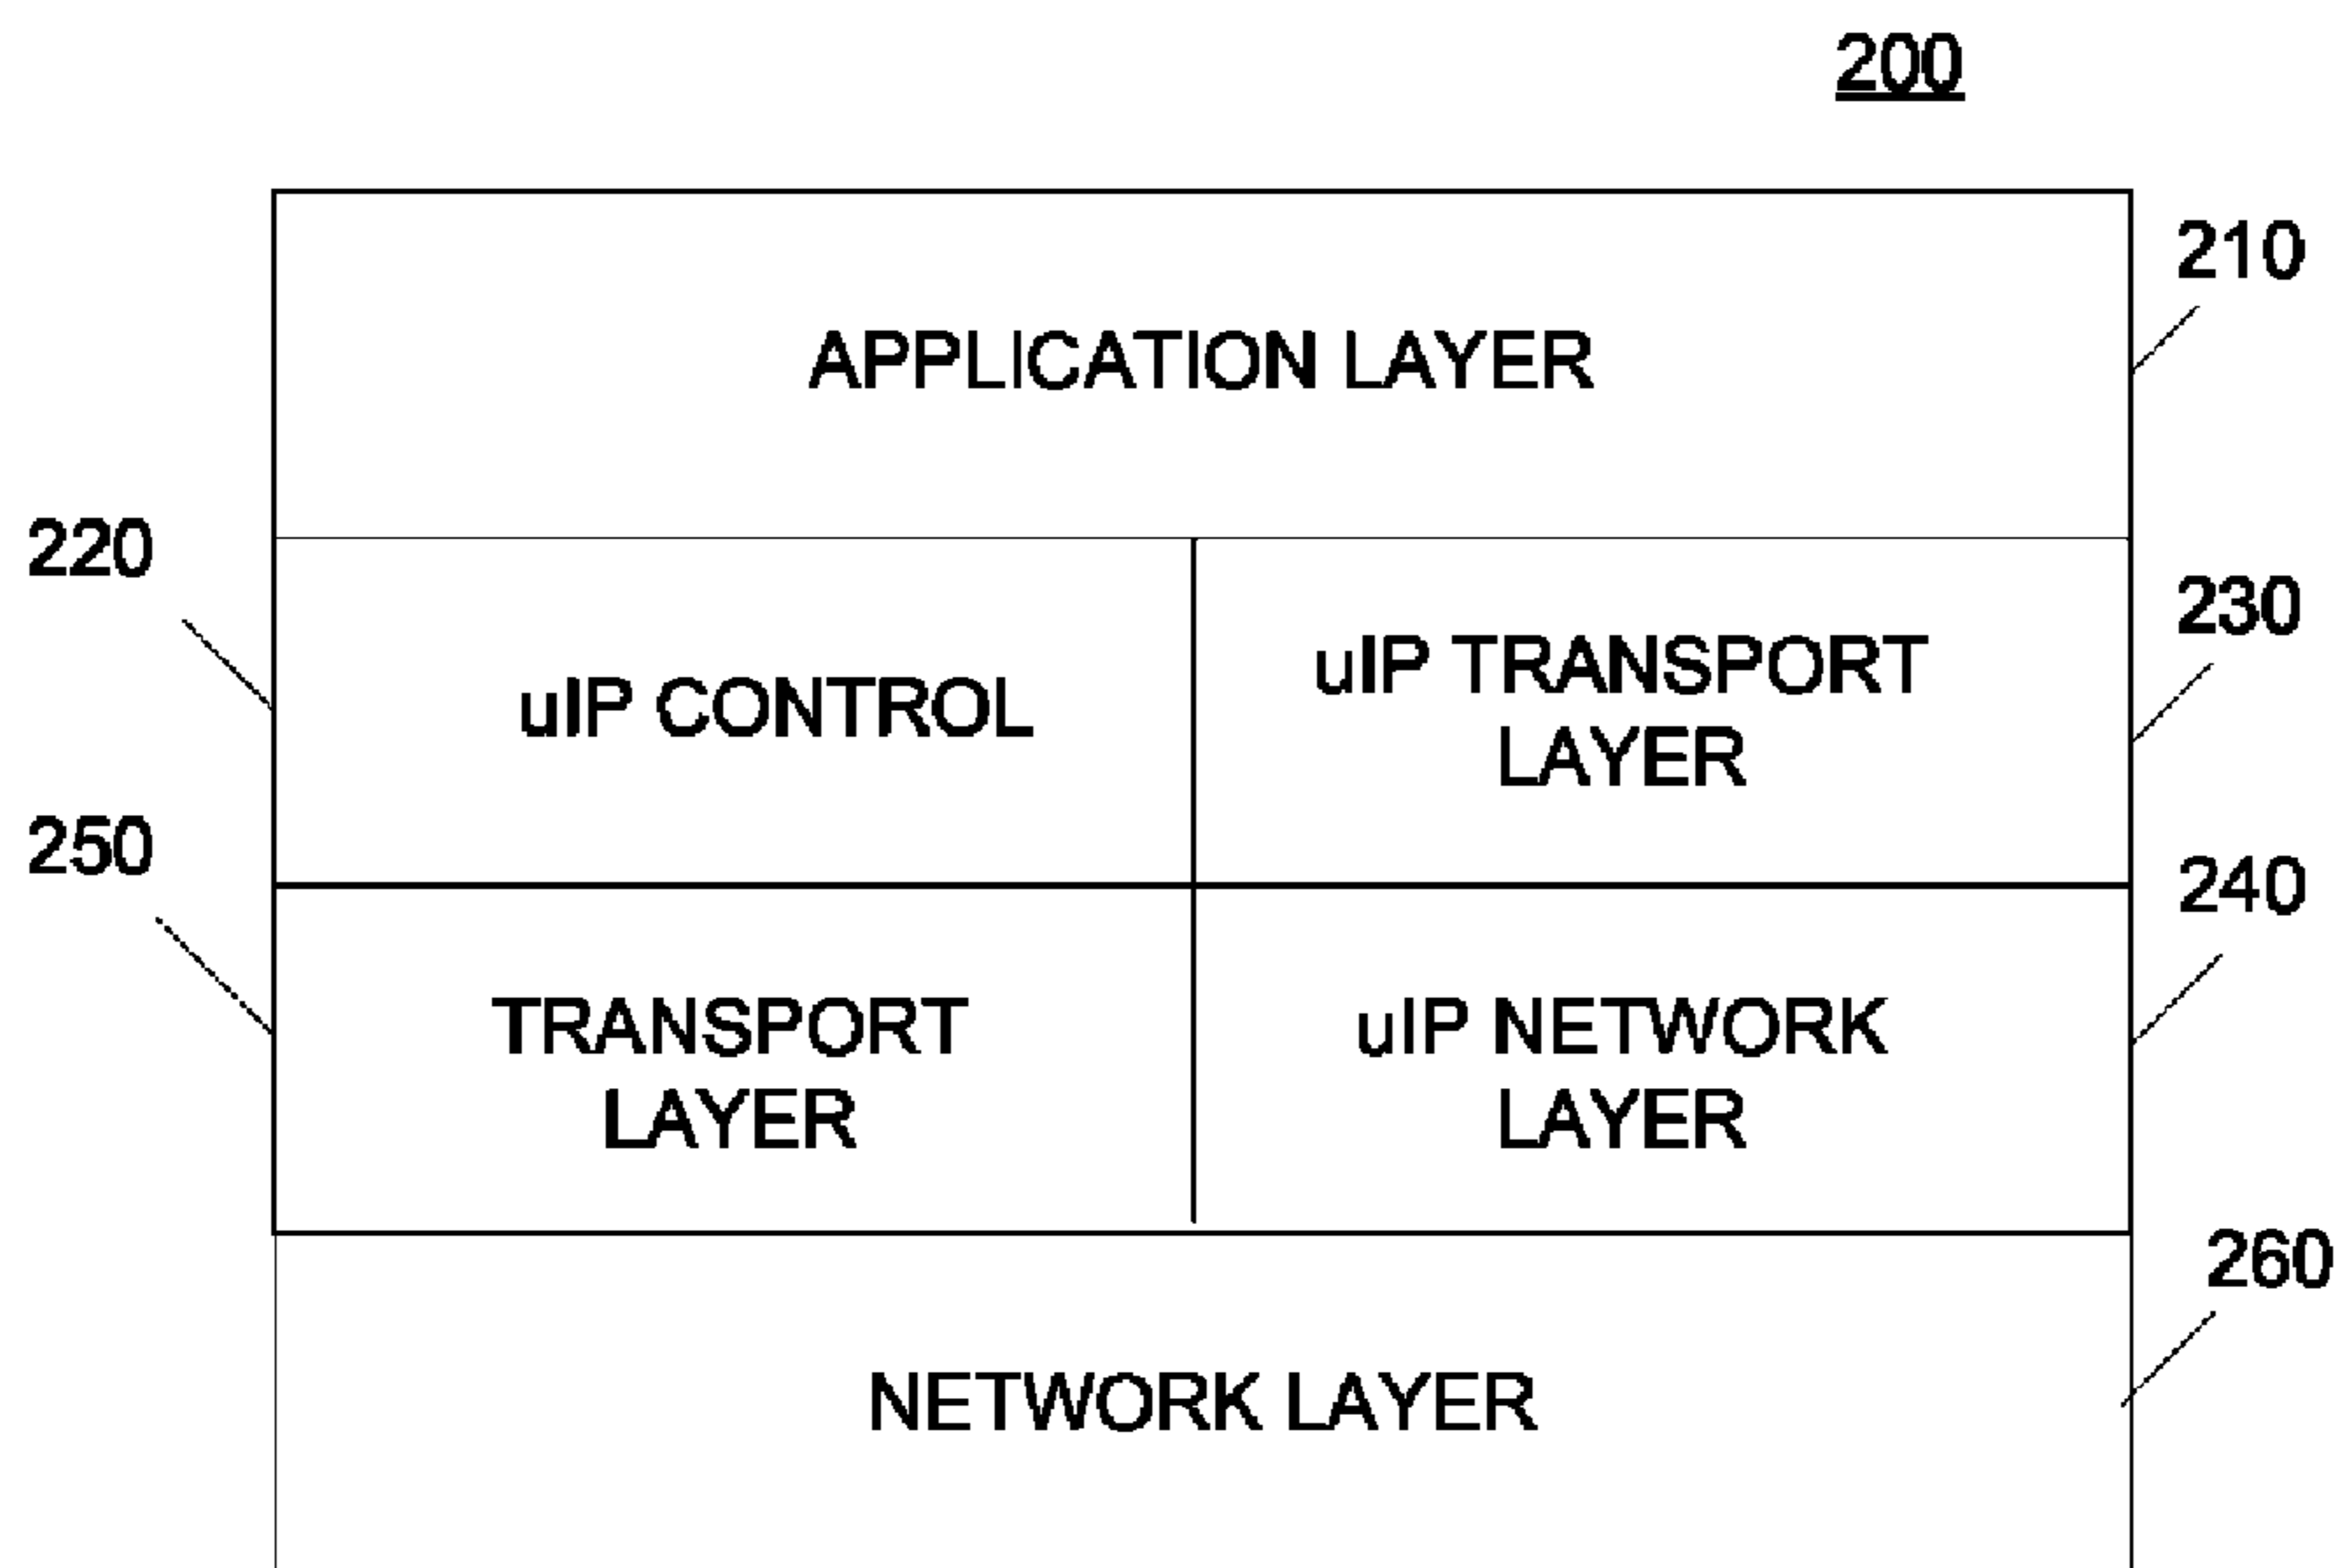 200
210
APPLICATION LAYER
220
230
uIP CONTROL
uIP TRANSPORT
LAYER
250
240
TRANSPORT
LAYER
uIP NETWORK
LAYER
260
NETWORK LAYER